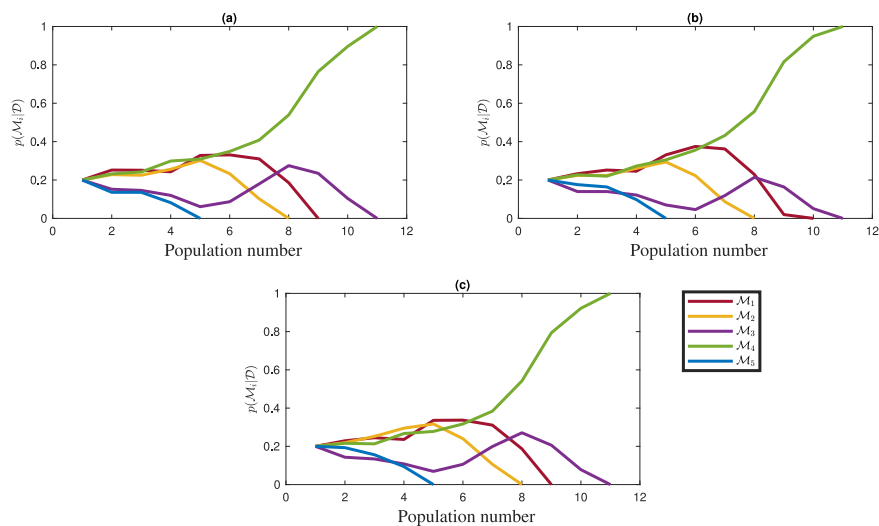 (a)
1
0.8
0.6
0.4
0.2
0
p(ℳᵢ|𝒟)
0 2 4 6 8 10 12
Population number
(b)
1
0.8
0.6
0.4
0.2
0
p(ℳᵢ|𝒟)
0 2 4 6 8 10 12
Population number
(c)
1
0.8
0.6
0.4
0.2
0
p(ℳᵢ|𝒟)
0 2 4 6 8 10 12
Population number
ℳ₁
ℳ₂
ℳ₃
ℳ₄
ℳ₅